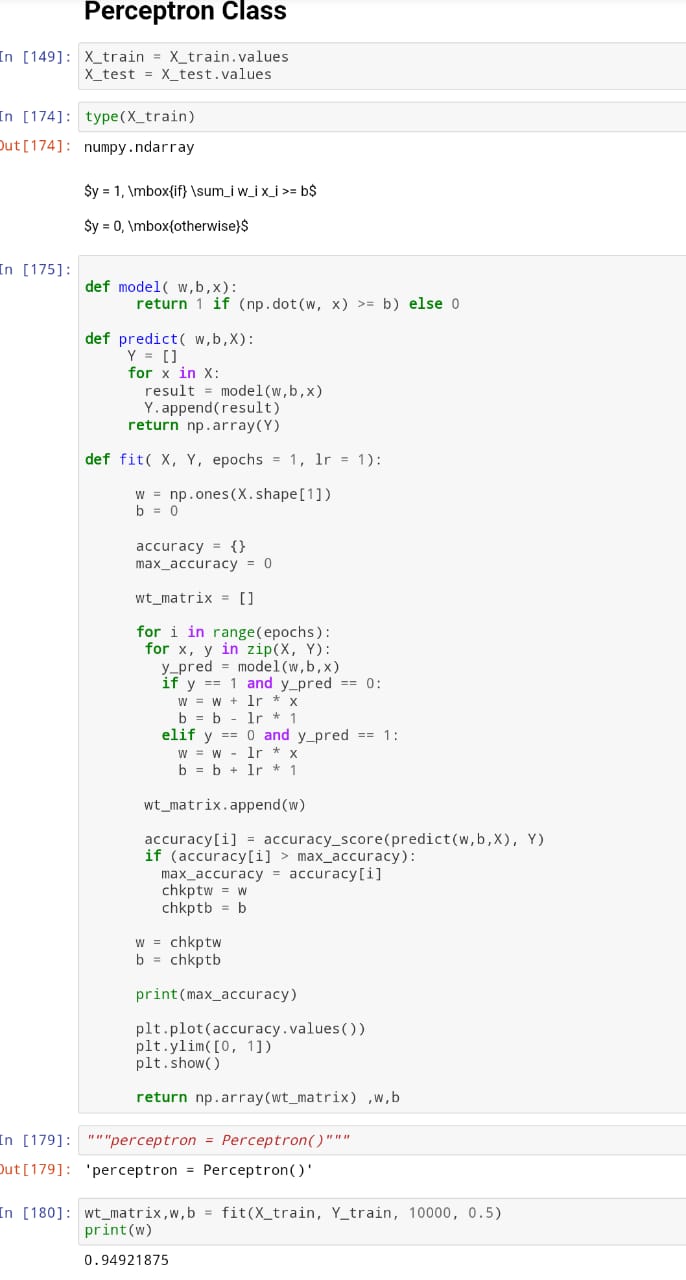 Perceptron Class
In [149]: X_train = X_train.values
X_test = X_test.values
In [174]: type(X_train)
Out[174]: numpy.ndarray
$y = 1, \mbox{if} \sum_i w_i x_i >= b$
$y = 0, \mbox{otherwise}$
In [175]:
def model( w,b,x):
return 1 if (np.dot(w, x) >= b) else 0
def predict( w,b,X):
Y = []
for x in X:
result = model(w,b,x)
Y.append(result)
return np.array(Y)
def fit( X, Y, epochs = 1, lr = 1):
w = np.ones(X.shape[1])
b = 0
accuracy = {}
max_accuracy = 0
wt_matrix = []
for i in range(epochs):
for x, y in zip(X, Y):
y_pred = model(w,b,x)
if y == 1 and y_pred == 0:
w = w + lr * x
b = b - lr * 1
elif y == 0 and y_pred == 1:
w = w - lr * x
b = b + lr * 1
wt_matrix.append(w)
accuracy[i] = accuracy_score(predict(w,b,X), Y)
if (accuracy[i] > max_accuracy):
max_accuracy = accuracy[i]
chkptw = w
chkptb = b
w = chkptw
b = chkptb
print(max_accuracy)
plt.plot(accuracy.values())
plt.ylim([0, 1])
plt.show()
return np.array(wt_matrix) ,w,b
In [179]: """perceptron = Perceptron()"""
Out[179]: 'perceptron = Perceptron()'
In [180]: wt_matrix,w,b = fit(X_train, Y_train, 10000, 0.5)
print(w)
0.94921875